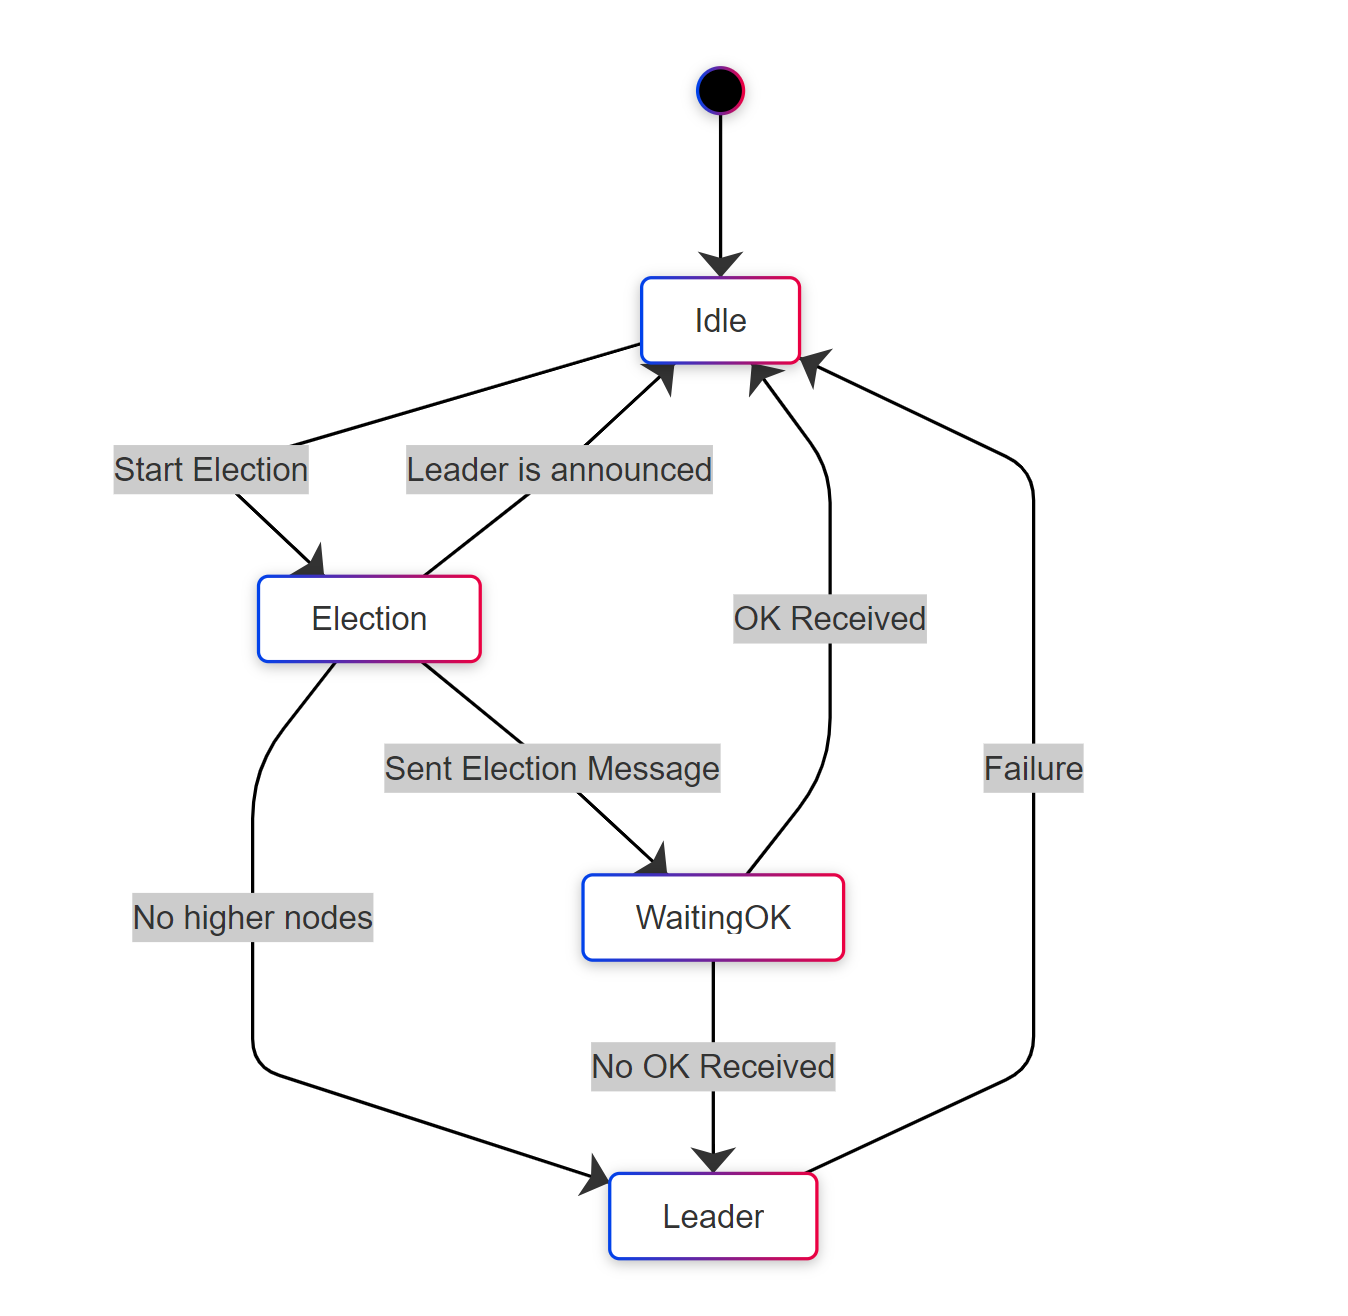 Idle
Start Election
Leader is announced
Election
OK Received
Sent Election Message
Failure
No higher nodes
WaitingOK
No OK Received
Leader